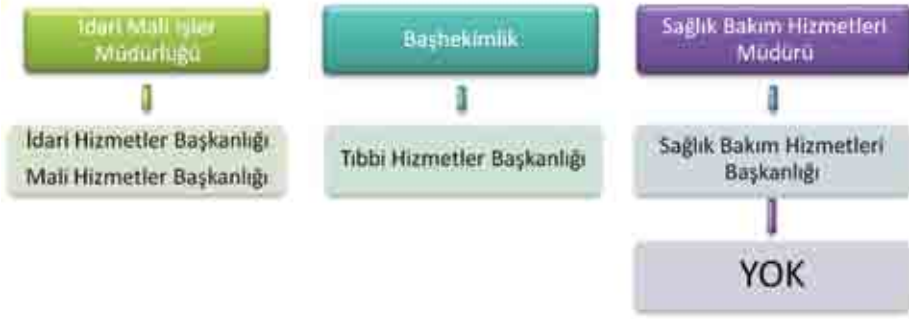 İdari Mali İşler
Müdürlüğü
Başhekimlik
Sağlık Bakım Hizmetleri
Müdürü
İdari Hizmetler Başkanlığı
Mali Hizmetler Başkanlığı
Tıbbi Hizmetler Başkanlığı
Sağlık Bakım Hizmetleri
Başkanlığı
YOK